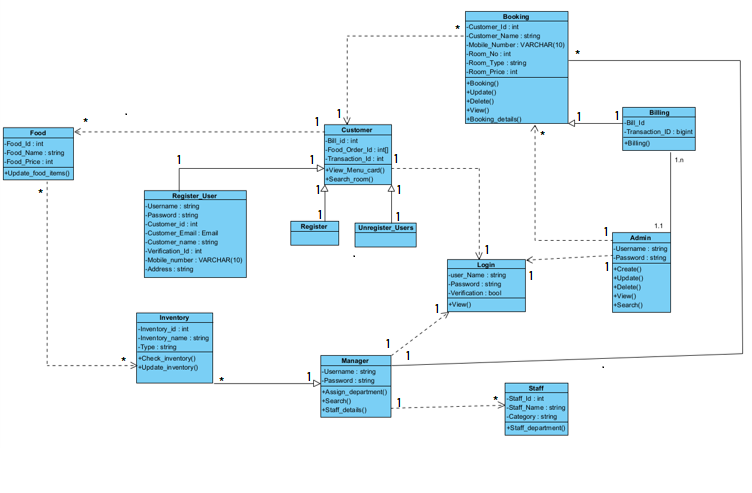 Booking
-Customer_Id : int
-Customer_Name : string
-Mobile_Number : VARCHAR(10)
-Room_No : int
-Room_Type : string
-Room_Price : int
+Booking()
+Update()
+Delete()
+View()
+Booking_details()
*
*
1
1
*
Billing
-Bill_Id
-Transaction_ID : bigint
+Billing()
1..n
1..1
Food
-Food_Id : int
-Food_Name : string
-Food_Price : int
+Update_food_items()
*
*
Customer
-Bill_id : int
-Food_Order_Id : int[]
-Transaction_Id : int
+View_Menu_card()
+Search_room()
1
1
1
1
1
1
Register_User
-Username : string
-Password : string
-Customer_id : int
-Customer_Email : Email
-Customer_name : string
-Verification_Id : int
-Mobile_number : VARCHAR(10)
-Address : string
1
Register
1
Unregister_Users
1
Admin
-Username : string
-Password : string
+Create()
+Update()
+Delete()
+View()
+Search()
1
1
Login
-user_Name : string
-Password : string
-Verification : bool
+View()
1
1
1
Inventory
-Inventory_id : int
-Inventory_name : string
-Type : string
+Check_inventory()
+Update_inventory()
*
*
Manager
-Username : string
-Password : string
+Assign_department()
+Search()
+Staff_details()
1
1
1
1
Staff
-Staff_Id : int
-Staff_Name : string
-Category : string
+Staff_department()
*